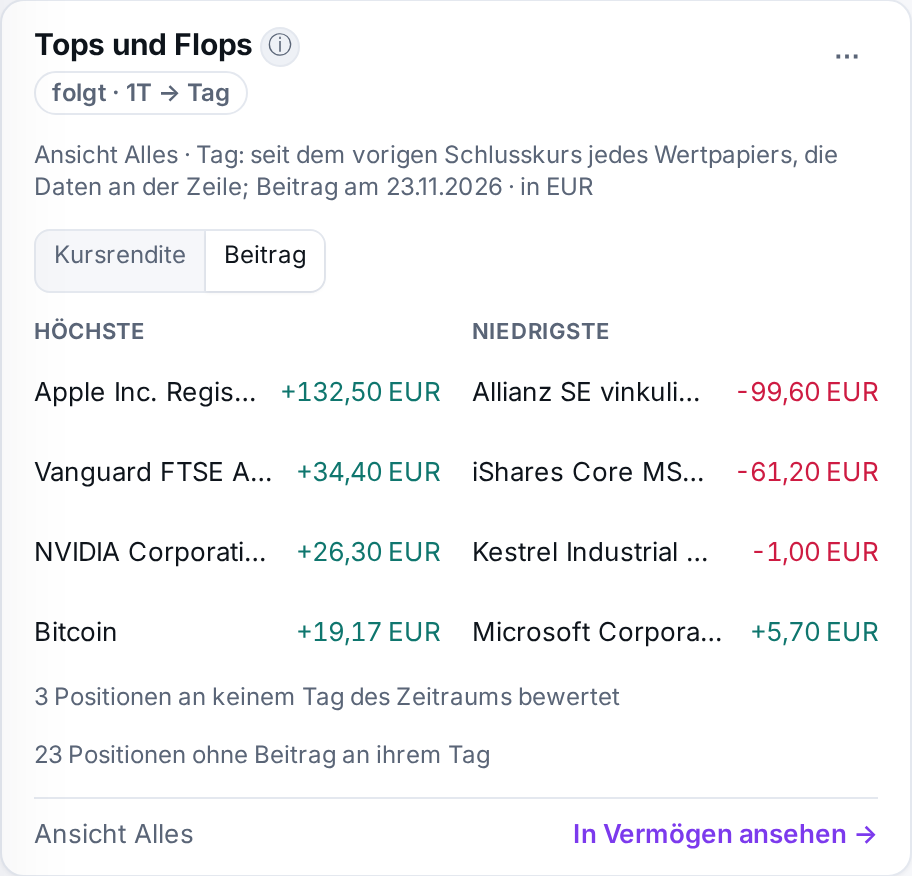 Tops und Flops ⓘ
...
folgt · 1T → Tag
Ansicht Alles · Tag: seit dem vorigen Schlusskurs jedes Wertpapiers, die
Daten an der Zeile; Beitrag am 23.11.2026 · in EUR
Kursrendite Beitrag
HÖCHSTE NIEDRIGSTE
Apple Inc. Regis... +132,50 EUR Allianz SE vinkuli... -99,60 EUR
Vanguard FTSE A... +34,40 EUR iShares Core MS... -61,20 EUR
NVIDIA Corporati... +26,30 EUR Kestrel Industrial ... -1,00 EUR
Bitcoin +19,17 EUR Microsoft Corpora... +5,70 EUR
3 Positionen an keinem Tag des Zeitraums bewertet
23 Positionen ohne Beitrag an ihrem Tag
Ansicht Alles In Vermögen ansehen →